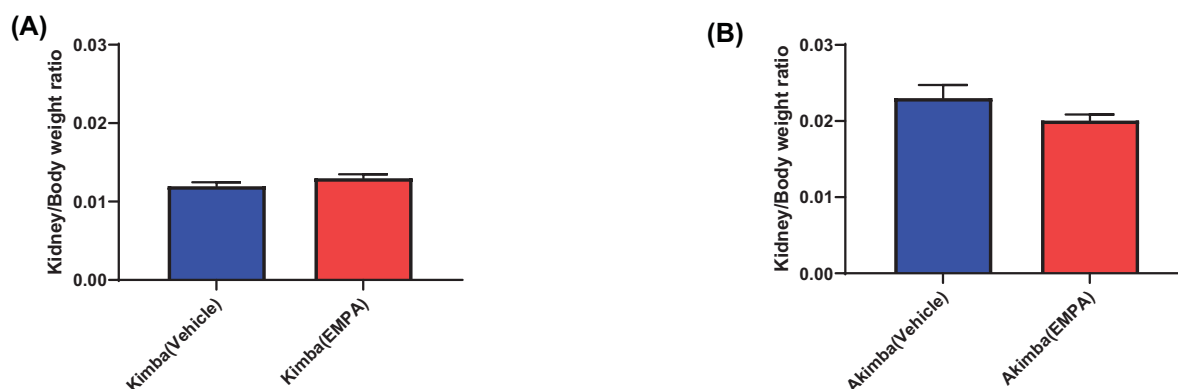 (A)
Kidney/Body weight ratio
0.03
0.02
0.01
0.00
Kimba(Vehicle)
Kimba(EMPA)
(B)
Kidney/Body weight ratio
0.03
0.02
0.01
0.00
Akimba(Vehicle)
Akimba(EMPA)